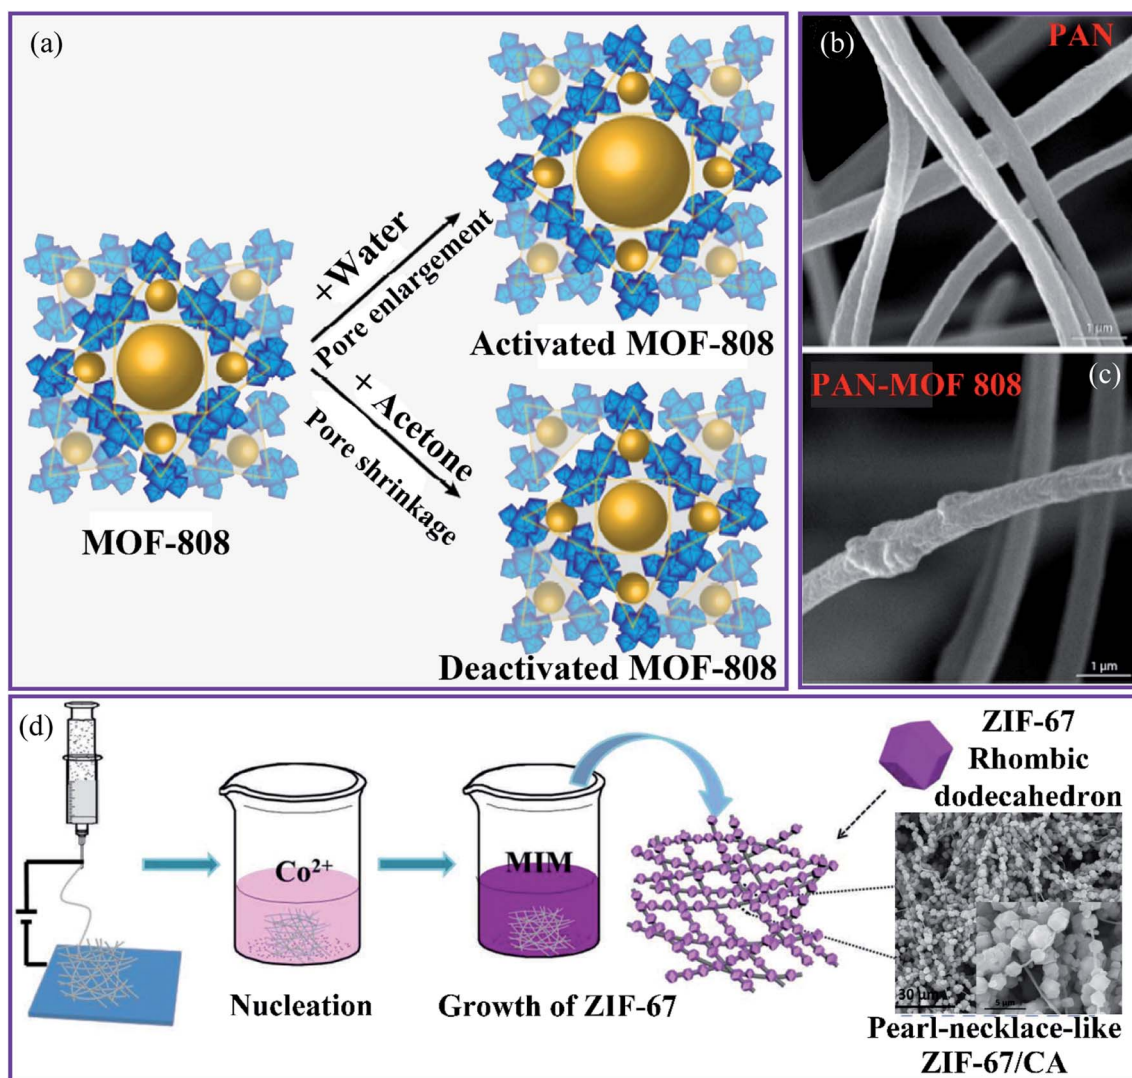 (a)
+Water
Pore enlargement
Activated MOF-808
+ Acetone
Pore shrinkage
MOF-808
Deactivated MOF-808
(b)
PAN
1 μm
PAN-MOF 808
(c)
1 μm
(d)
Co²⁺
Nucleation
MIM
Growth of ZIF-67
ZIF-67
Rhombic
dodecahedron
30 μm
5 μm
Pearl-necklace-like
ZIF-67/CA